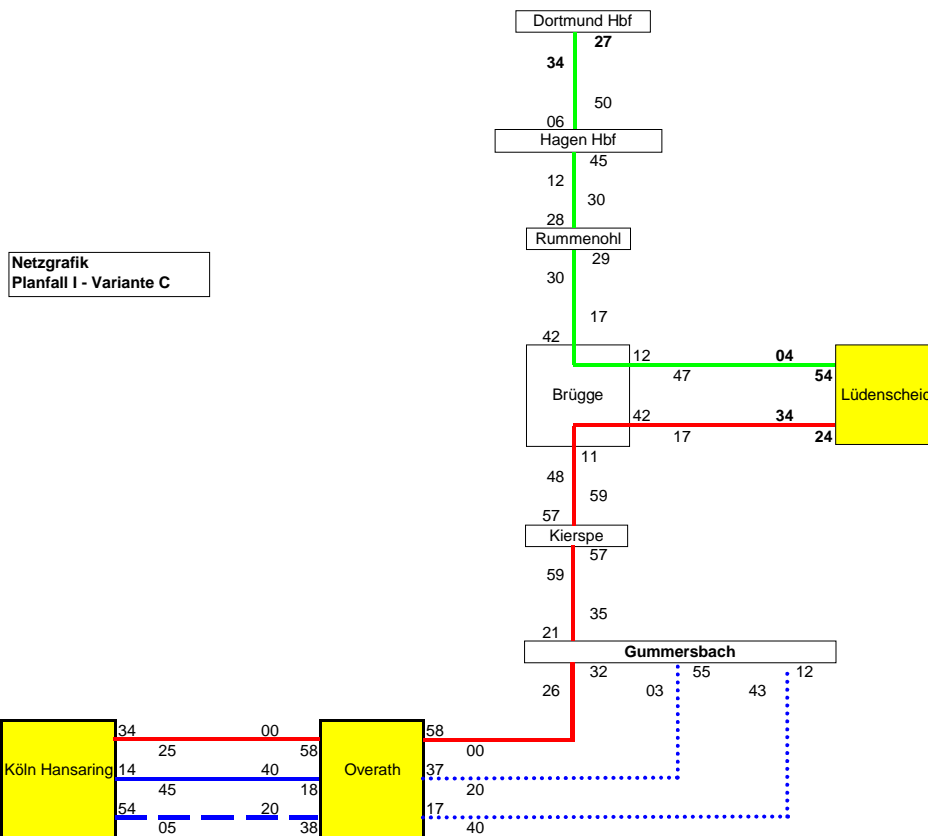 Dortmund Hbf
27
34
50
06
Hagen Hbf
45
12
30
28
Rummenohl
29
30
Netzgrafik
Planfall I - Variante C
17
42
12 04
47 54
Brügge
Lüdenscheid
42 34
17 24
11
48
59
57
Kierspe
57
59
35
21
Gummersbach
32 55 12
26 03 43
34 00 58
25 58 00
Köln Hansaring
Overath
14 40 37
45 18 20
54 20 17
05 38 40